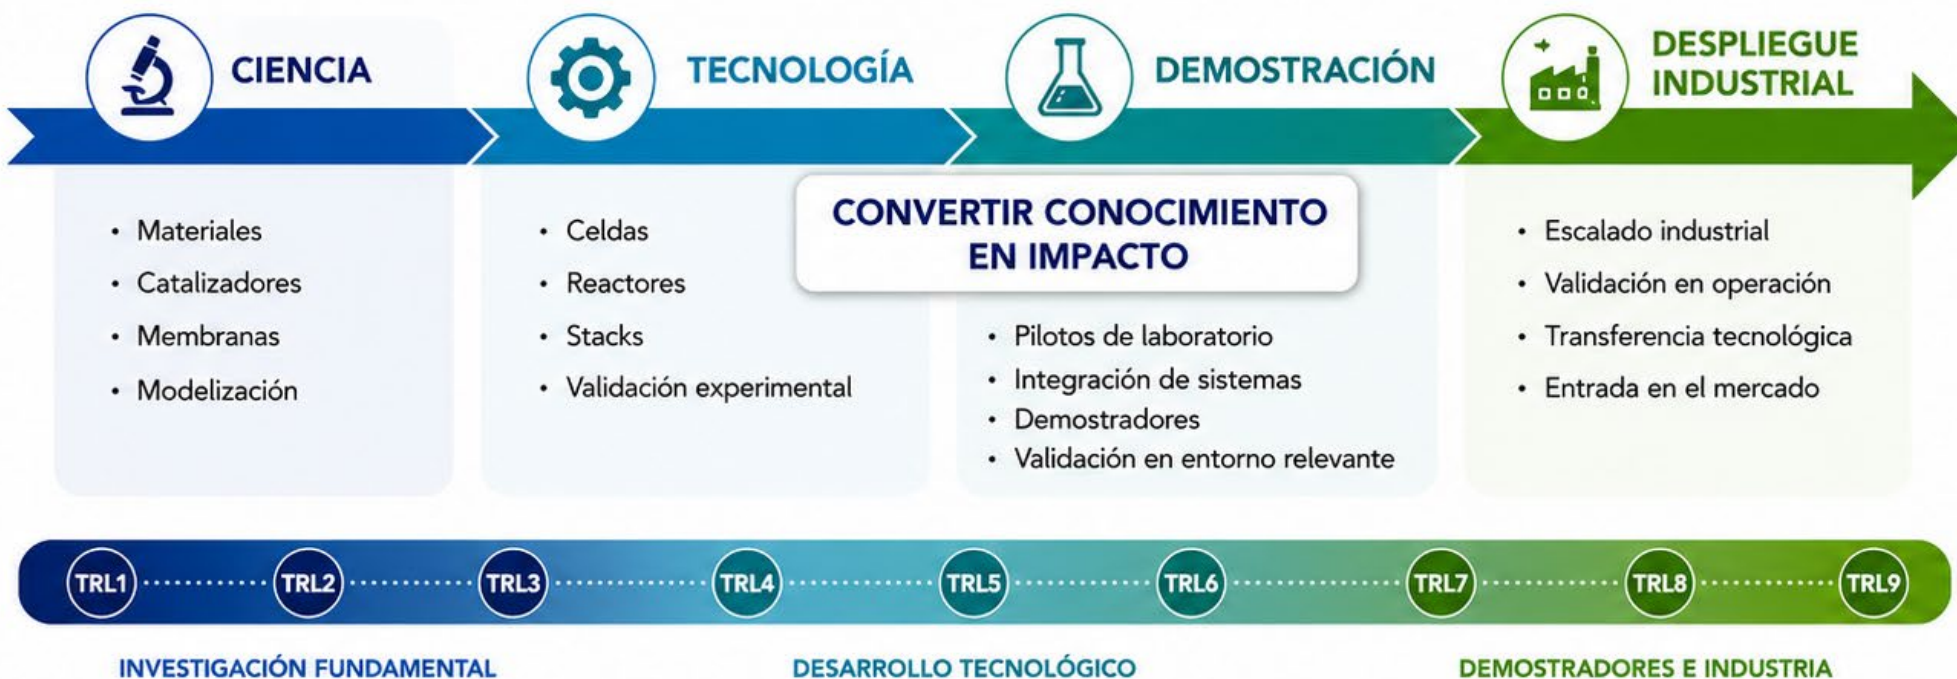 CIENCIA
TECNOLOGÍA
DEMOSTRACIÓN
DESPLIEGUE
INDUSTRIAL
• Materiales
• Catalizadores
• Membranas
• Modelización
• Celdas
• Reactores
• Stacks
• Validación experimental
CONVERTIR CONOCIMIENTO
EN IMPACTO
• Pilotos de laboratorio
• Integración de sistemas
• Demostradores
• Validación en entorno relevante
• Escalado industrial
• Validación en operación
• Transferencia tecnológica
• Entrada en el mercado
TRL1 TRL2 TRL3 TRL4 TRL5 TRL6 TRL7 TRL8 TRL9
INVESTIGACIÓN FUNDAMENTAL
DESARROLLO TECNOLÓGICO
DEMOSTRADORES E INDUSTRIA